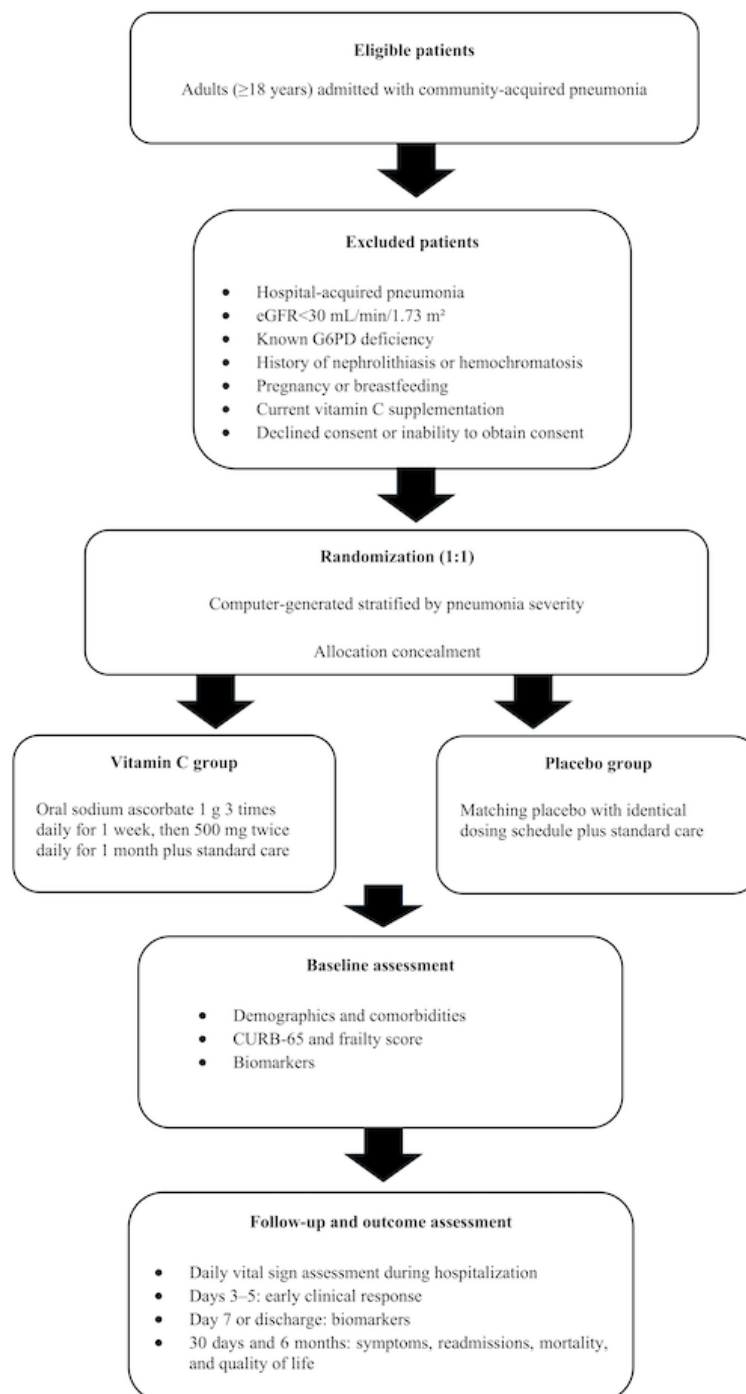 Eligible patients
Adults (≥18 years) admitted with community-acquired pneumonia
Excluded patients
• Hospital-acquired pneumonia
• eGFR<30 mL/min/1.73 m²
• Known G6PD deficiency
• History of nephrolithiasis or hemochromatosis
• Pregnancy or breastfeeding
• Current vitamin C supplementation
• Declined consent or inability to obtain consent
Randomization (1:1)
Computer-generated stratified by pneumonia severity
Allocation concealment
Vitamin C group
Oral sodium ascorbate 1 g 3 times
daily for 1 week, then 500 mg twice
daily for 1 month plus standard care
Placebo group
Matching placebo with identical
dosing schedule plus standard care
Baseline assessment
• Demographics and comorbidities
• CURB-65 and frailty score
• Biomarkers
Follow-up and outcome assessment
• Daily vital sign assessment during hospitalization
• Days 3–5: early clinical response
• Day 7 or discharge: biomarkers
• 30 days and 6 months: symptoms, readmissions, mortality,
and quality of life